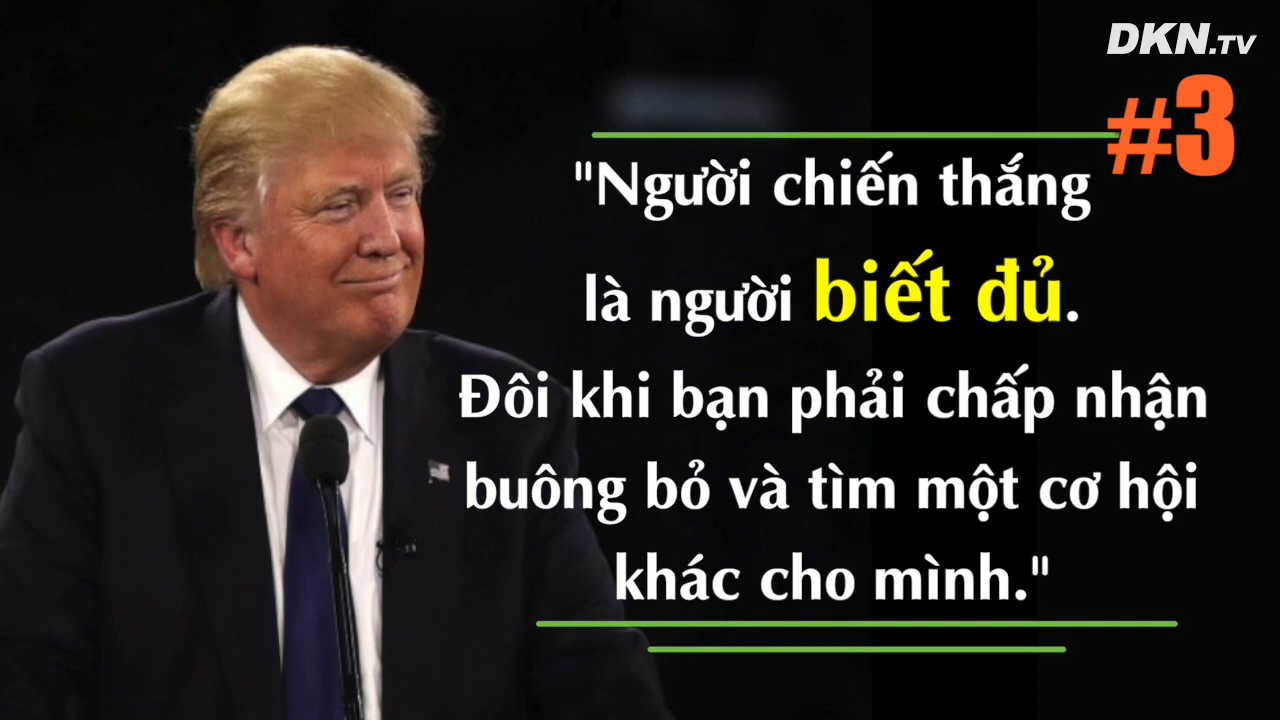 DKN.TV
#3
"Người chiến thắng
là người biết đủ.
Đôi khi bạn phải chấp nhận
buông bỏ và tìm một cơ hội
khác cho mình."